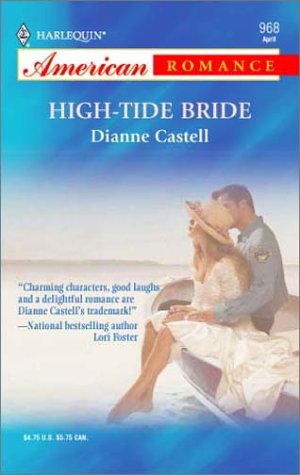 HARLEQUIN®
968
April
American ROMANCE
HIGH-TIDE BRIDE
Dianne Castell
“Charming characters, good laughs
and a delightful romance are
Dianne Castell's trademark!”
—National bestselling author
Lori Foster
$4.75 U.S. $5.75 CAN.